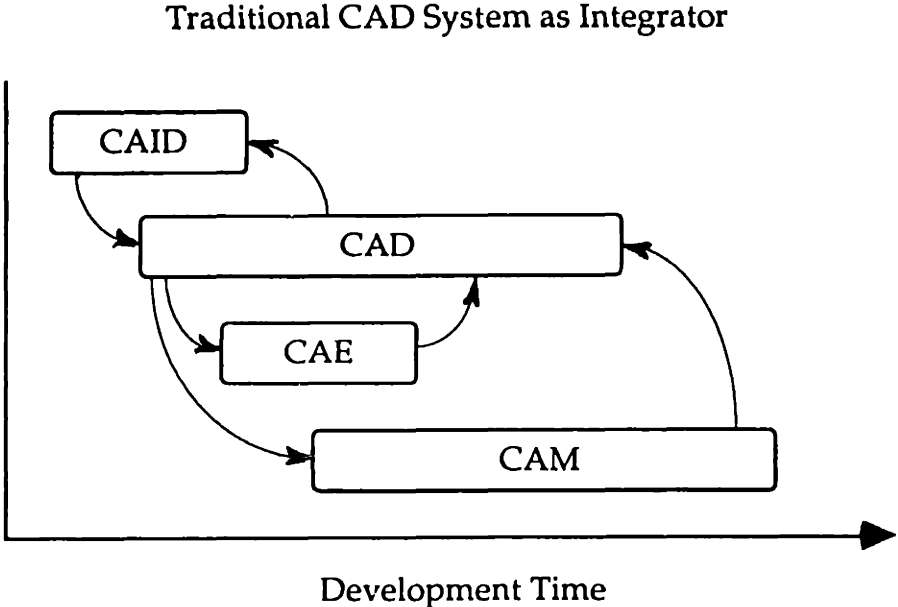 Traditional CAD System as Integrator
CAID
CAD
CAE
CAM
Development Time